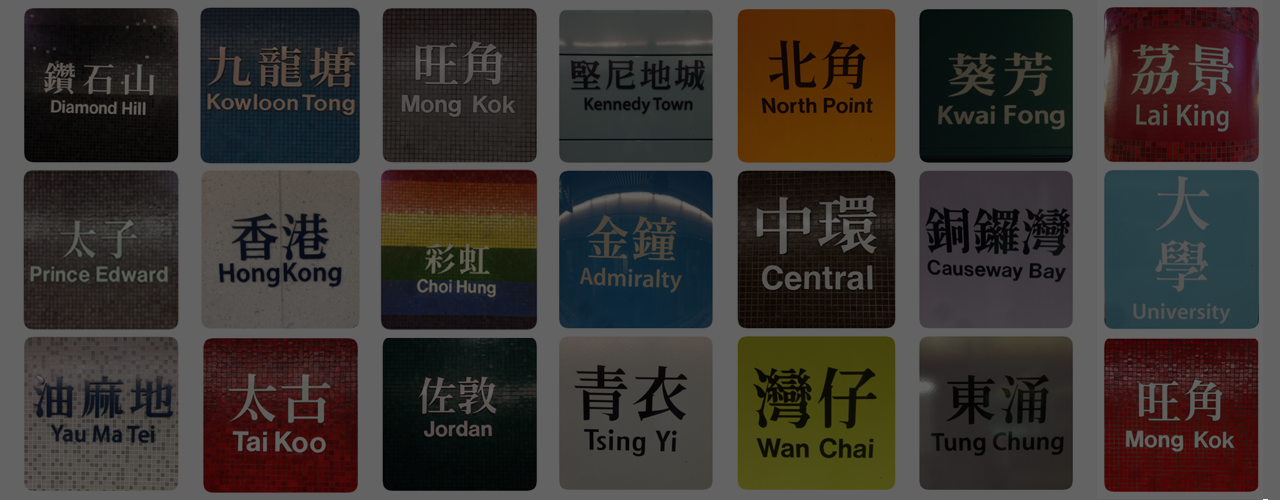 鑽石山
Diamond Hill
九龍塘
Kowloon Tong
旺角
Mong Kok
堅尼地城
Kennedy Town
北角
North Point
葵芳
Kwai Fong
茘景
Lai King
太子
Prince Edward
香港
HongKong
彩虹
Choi Hung
金鐘
Admiralty
中環
Central
銅鑼灣
Causeway Bay
大
學
University
油麻地
Yau Ma Tei
太古
Tai Koo
佐敦
Jordan
青衣
Tsing Yi
灣仔
Wan Chai
東涌
Tung Chung
旺角
Mong Kok